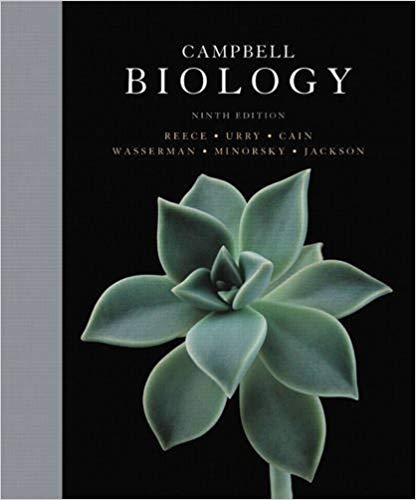 CAMPBELL
BIOLOGY
NINTH EDITION
REECE • URRY • CAIN
WASSERMAN • MINORSKY • JACKSON